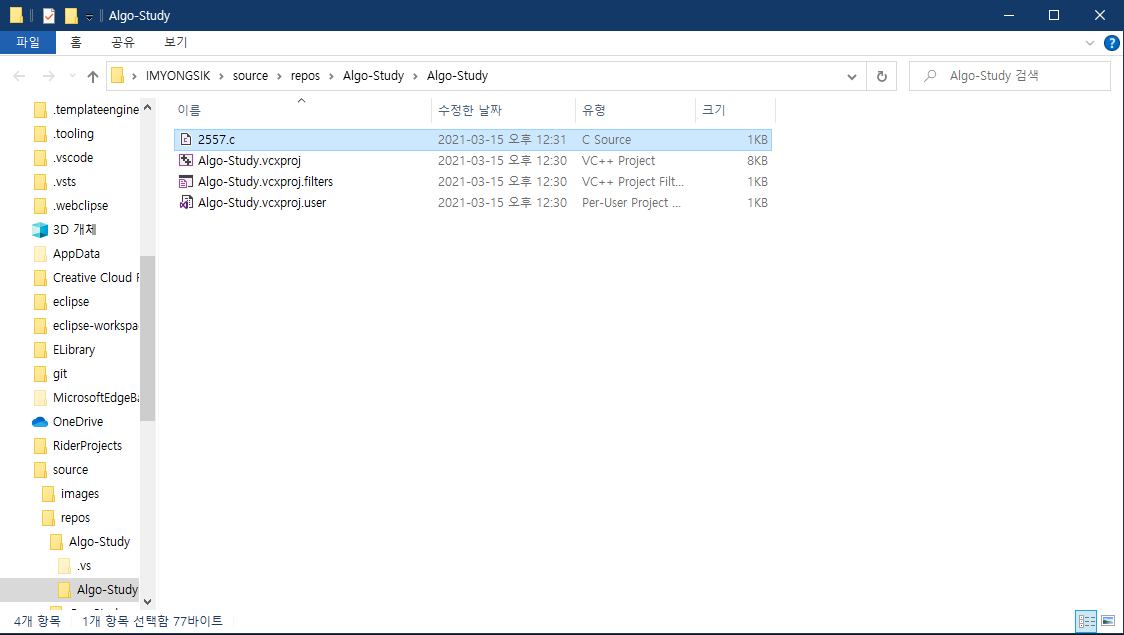 Algo-Study
파일 홈 공유 보기
IMYONGSIK > source > repos > Algo-Study > Algo-Study
Algo-Study 검색
.templateengine
.tooling
.vscode
.vsts
.webclipse
3D 개체
AppData
Creative Cloud F
eclipse
eclipse-workspa
ELibrary
git
MicrosoftEdgeBa
OneDrive
RiderProjects
source
images
repos
Algo-Study
.vs
Algo-Study
이름 수정한 날짜 유형 크기
2557.c 2021-03-15 오후 12:31 C Source 1KB
Algo-Study.vcxproj 2021-03-15 오후 12:30 VC++ Project 8KB
Algo-Study.vcxproj.filters 2021-03-15 오후 12:30 VC++ Project Filt... 1KB
Algo-Study.vcxproj.user 2021-03-15 오후 12:30 Per-User Project ... 1KB
4개 항목 1개 항목 선택함 77바이트